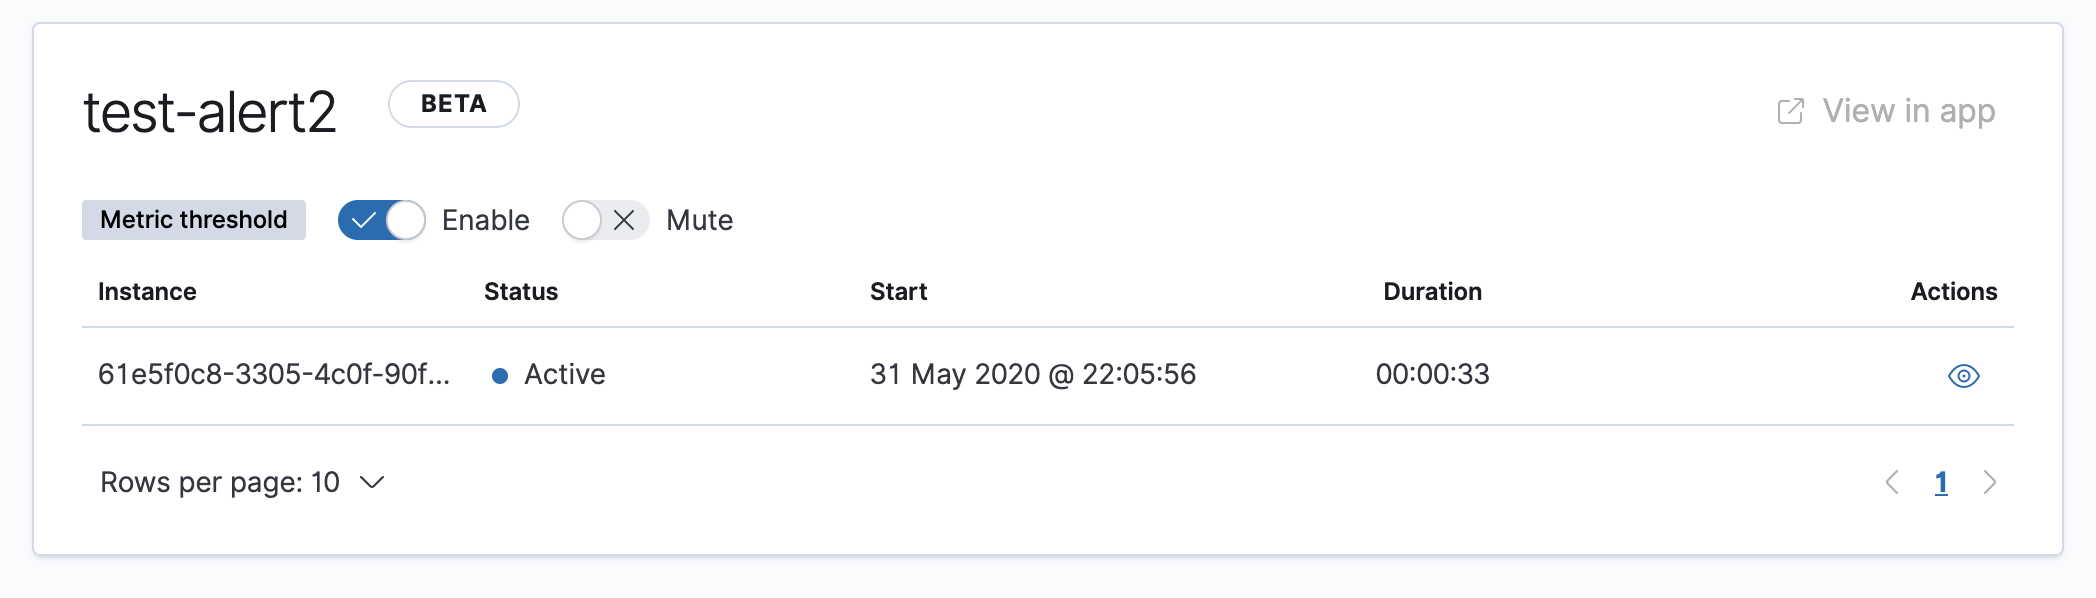 test-alert2 BETA View in app
Metric threshold Enable Mute
Instance Status Start Duration Actions
61e5f0c8-3305-4c0f-90f... Active 31 May 2020 @ 22:05:56 00:00:33
Rows per page: 10 1